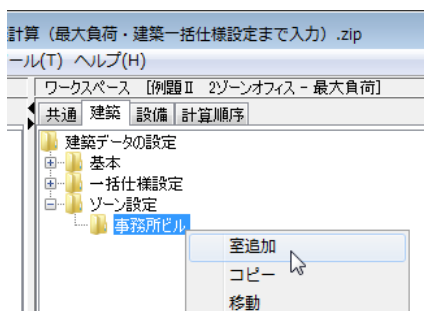 計算（最大負荷・建築一括仕様設定まで入力）.zip
ール(T) ヘルプ(H)
ワークスペース [例題Ⅱ 2ゾーンオフィス - 最大負荷]
共通 建築 設備 計算順序
建築データの設定
基本
一括仕様設定
ゾーン設定
事務所ビル
室追加
コピー
移動